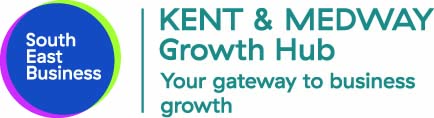 South
East
Business
KENT & MEDWAY
Growth Hub
Your gateway to business
growth